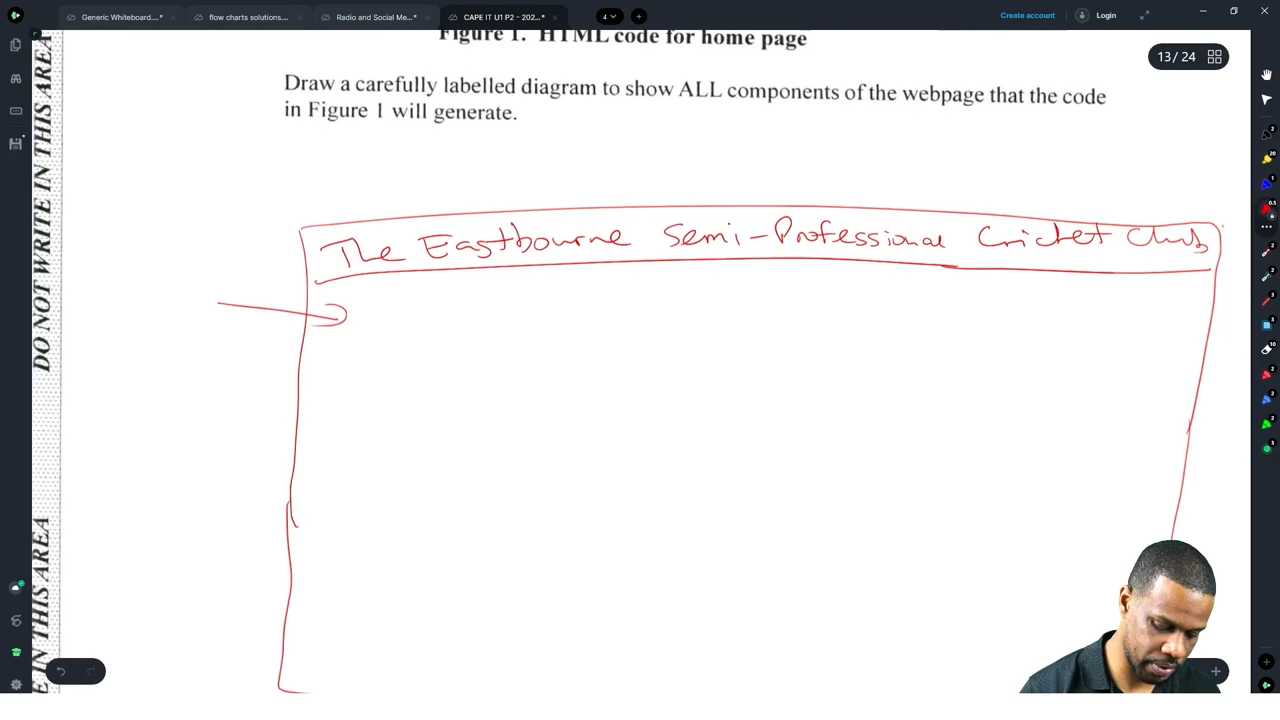 Generic Whiteboard....* flow charts solutions.... Radio and Social Me...* CAPE IT U1 P2 - 202...* 4 Create account Login
13 / 24
Figure 1. HTML code for home page
Draw a carefully labelled diagram to show ALL components of the webpage that the code
in Figure 1 will generate.
The Eastbourne Semi-Professional Cricket Club
DO NOT WRITE IN THIS AREA
E IN THIS AREA